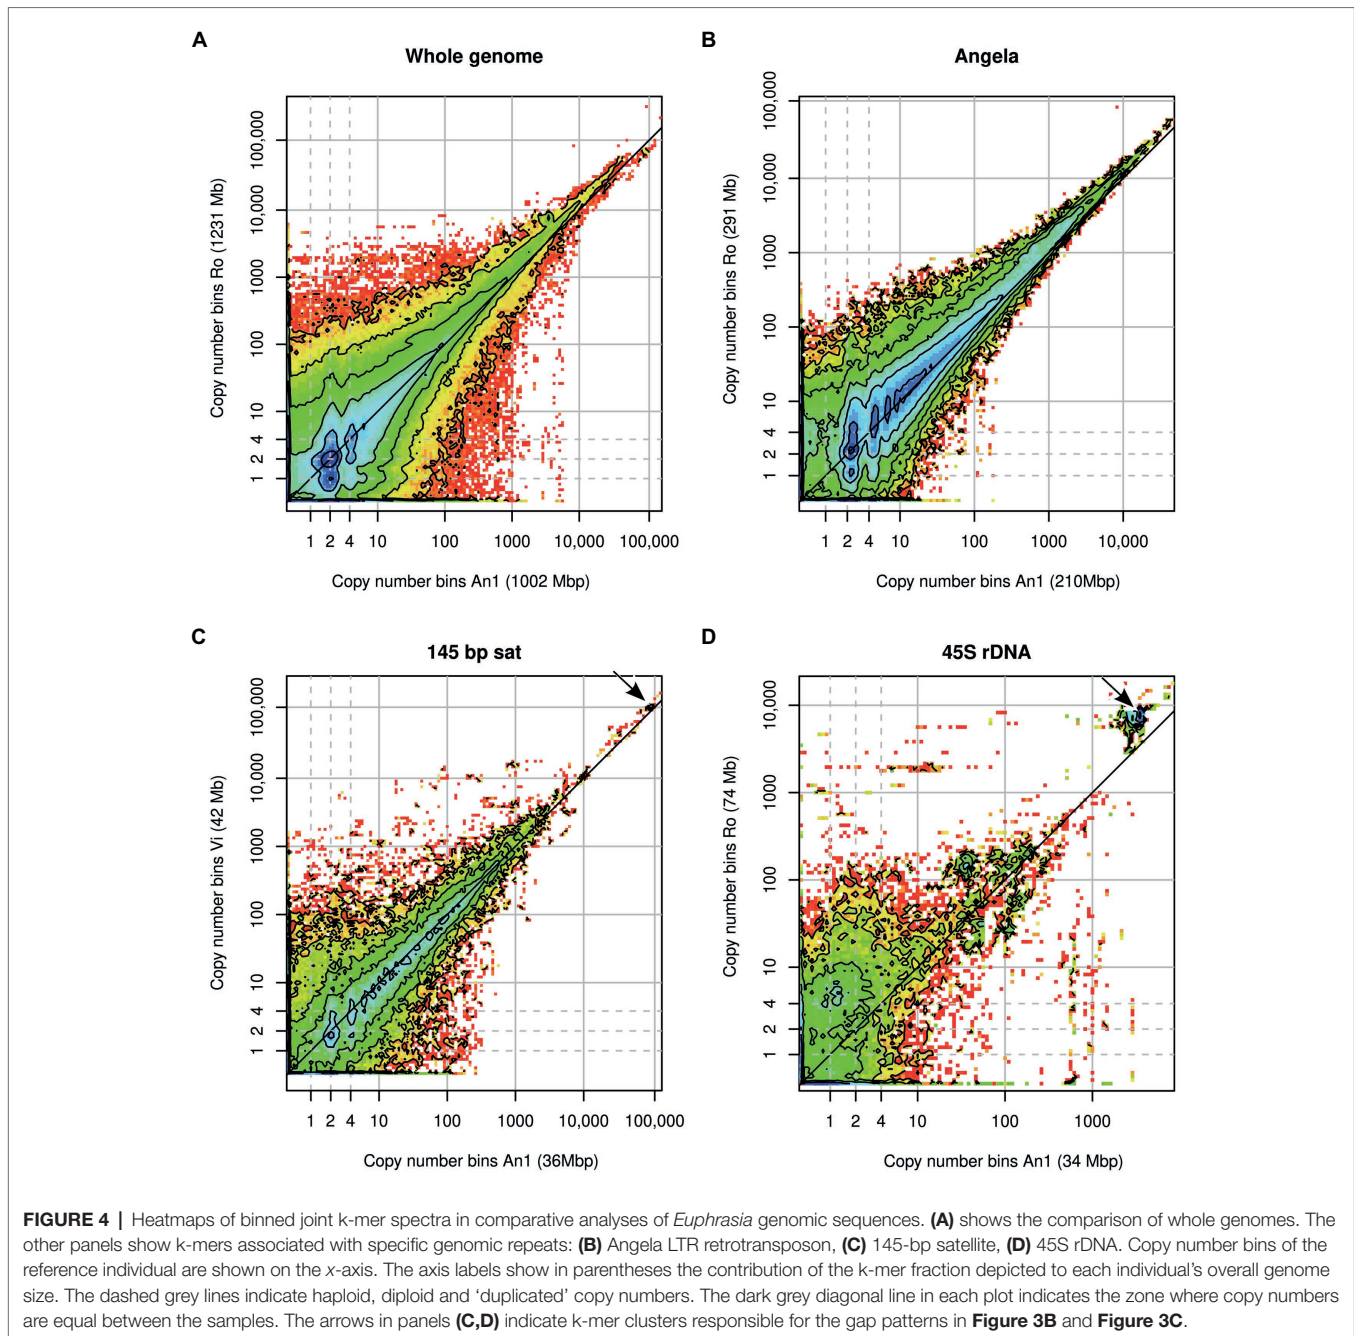 A
Whole genome
Copy number bins Ro (1231 Mb)
100,000
10,000
1000
100
10
4
2
1
1 2 4 10 100 1000 10,000 100,000
Copy number bins An1 (1002 Mbp)
B
Angela
Copy number bins Ro (291 Mb)
100,000
10,000
1000
100
10
4
2
1
1 2 4 10 100 1000 10,000
Copy number bins An1 (210Mbp)
C
145 bp sat
Copy number bins Vi (42 Mb)
100,000
10,000
1000
100
10
4
2
1
1 2 4 10 100 1000 10,000 100,000
Copy number bins An1 (36Mbp)
D
45S rDNA
Copy number bins Ro (74 Mb)
10,000
1000
100
10
4
2
1
1 2 4 10 100 1000
Copy number bins An1 (34 Mbp)
FIGURE 4 | Heatmaps of binned joint k-mer spectra in comparative analyses of Euphrasia genomic sequences. (A) shows the comparison of whole genomes. The
other panels show k-mers associated with specific genomic repeats: (B) Angela LTR retrotransposon, (C) 145-bp satellite, (D) 45S rDNA. Copy number bins of the
reference individual are shown on the x-axis. The axis labels show in parentheses the contribution of the k-mer fraction depicted to each individual's overall genome
size. The dashed grey lines indicate haploid, diploid and 'duplicated' copy numbers. The dark grey diagonal line in each plot indicates the zone where copy numbers
are equal between the samples. The arrows in panels (C,D) indicate k-mer clusters responsible for the gap patterns in Figure 3B and Figure 3C.